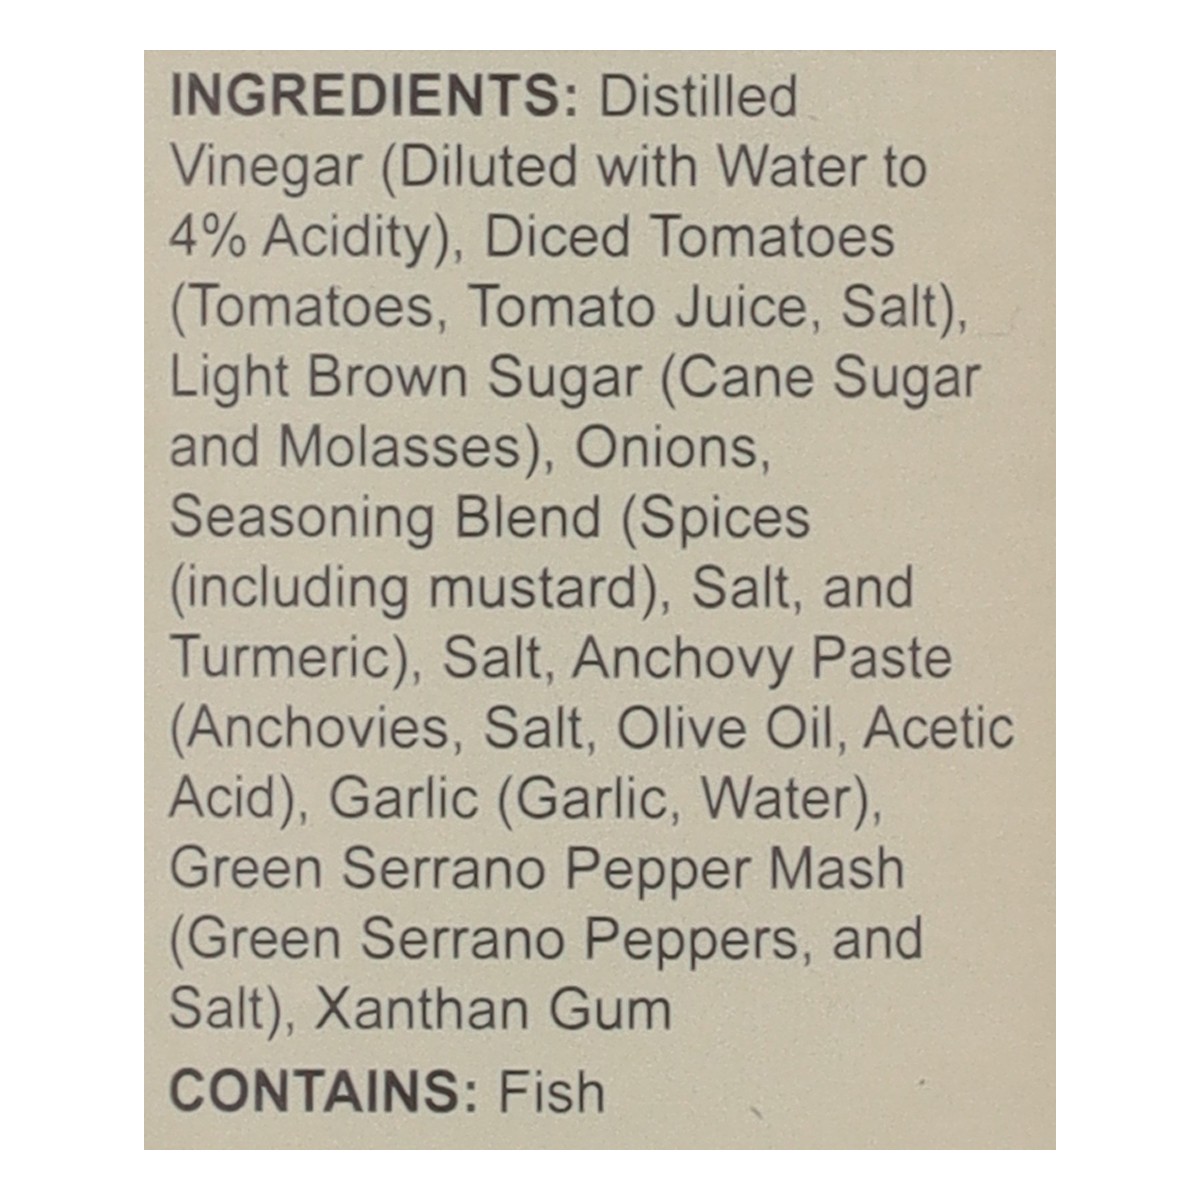 INGREDIENTS: Distilled
Vinegar (Diluted with Water to
4% Acidity), Diced Tomatoes
(Tomatoes, Tomato Juice, Salt),
Light Brown Sugar (Cane Sugar
and Molasses), Onions,
Seasoning Blend (Spices
(including mustard), Salt, and
Turmeric), Salt, Anchovy Paste
(Anchovies, Salt, Olive Oil, Acetic
Acid), Garlic (Garlic, Water),
Green Serrano Pepper Mash
(Green Serrano Peppers, and
Salt), Xanthan Gum
CONTAINS: Fish